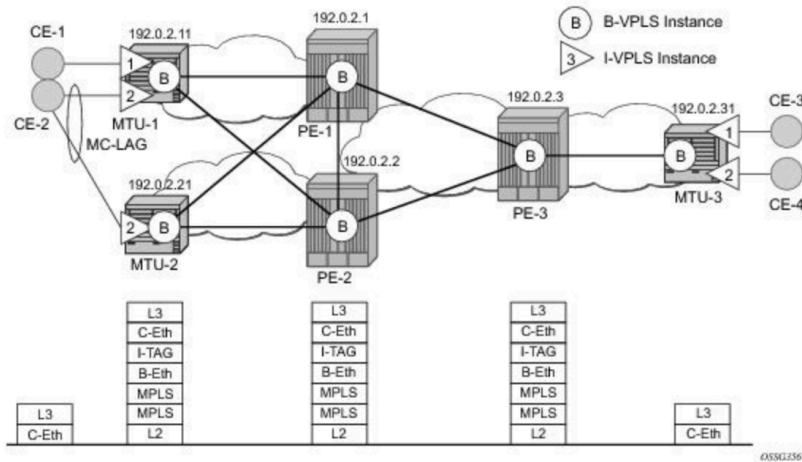 192.0.2.1
B B-VPLS Instance
CE-1
192.0.2.11
3 I-VPLS Instance
1
2
B
B
192.0.2.3
192.0.2.31
CE-3
CE-2
MTU-1
PE-1
1
MC-LAG
192.0.2.2
B
B
192.0.2.21
2
PE-3
MTU-3
CE-4
2
B
B
MTU-2
PE-2
L3
L3
L3
C-Eth
C-Eth
C-Eth
I-TAG
I-TAG
I-TAG
B-Eth
B-Eth
B-Eth
MPLS
MPLS
MPLS
L3
MPLS
MPLS
MPLS
L3
C-Eth
L2
L2
L2
C-Eth
OSSG356